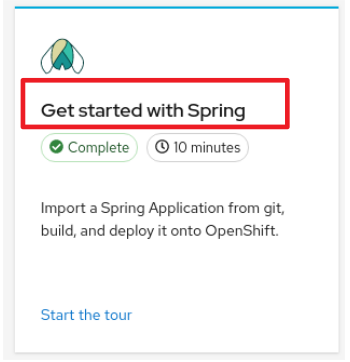 Get started with Spring
Complete
10 minutes
Import a Spring Application from git,
build, and deploy it onto OpenShift.
Start the tour